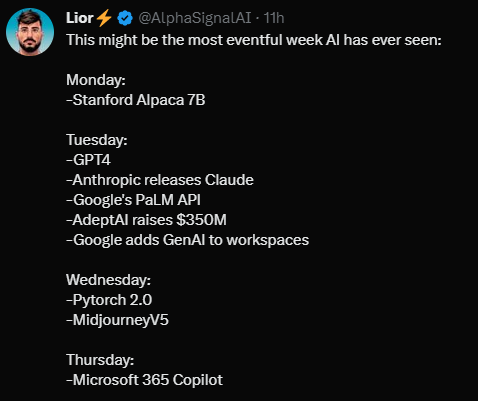 Lior⚡ @AlphaSignalAI · 11h
This might be the most eventful week AI has ever seen:
Monday:
-Stanford Alpaca 7B
Tuesday:
-GPT4
-Anthropic releases Claude
-Google's PaLM API
-AdeptAI raises $350M
-Google adds GenAI to workspaces
Wednesday:
-Pytorch 2.0
-MidjourneyV5
Thursday:
-Microsoft 365 Copilot